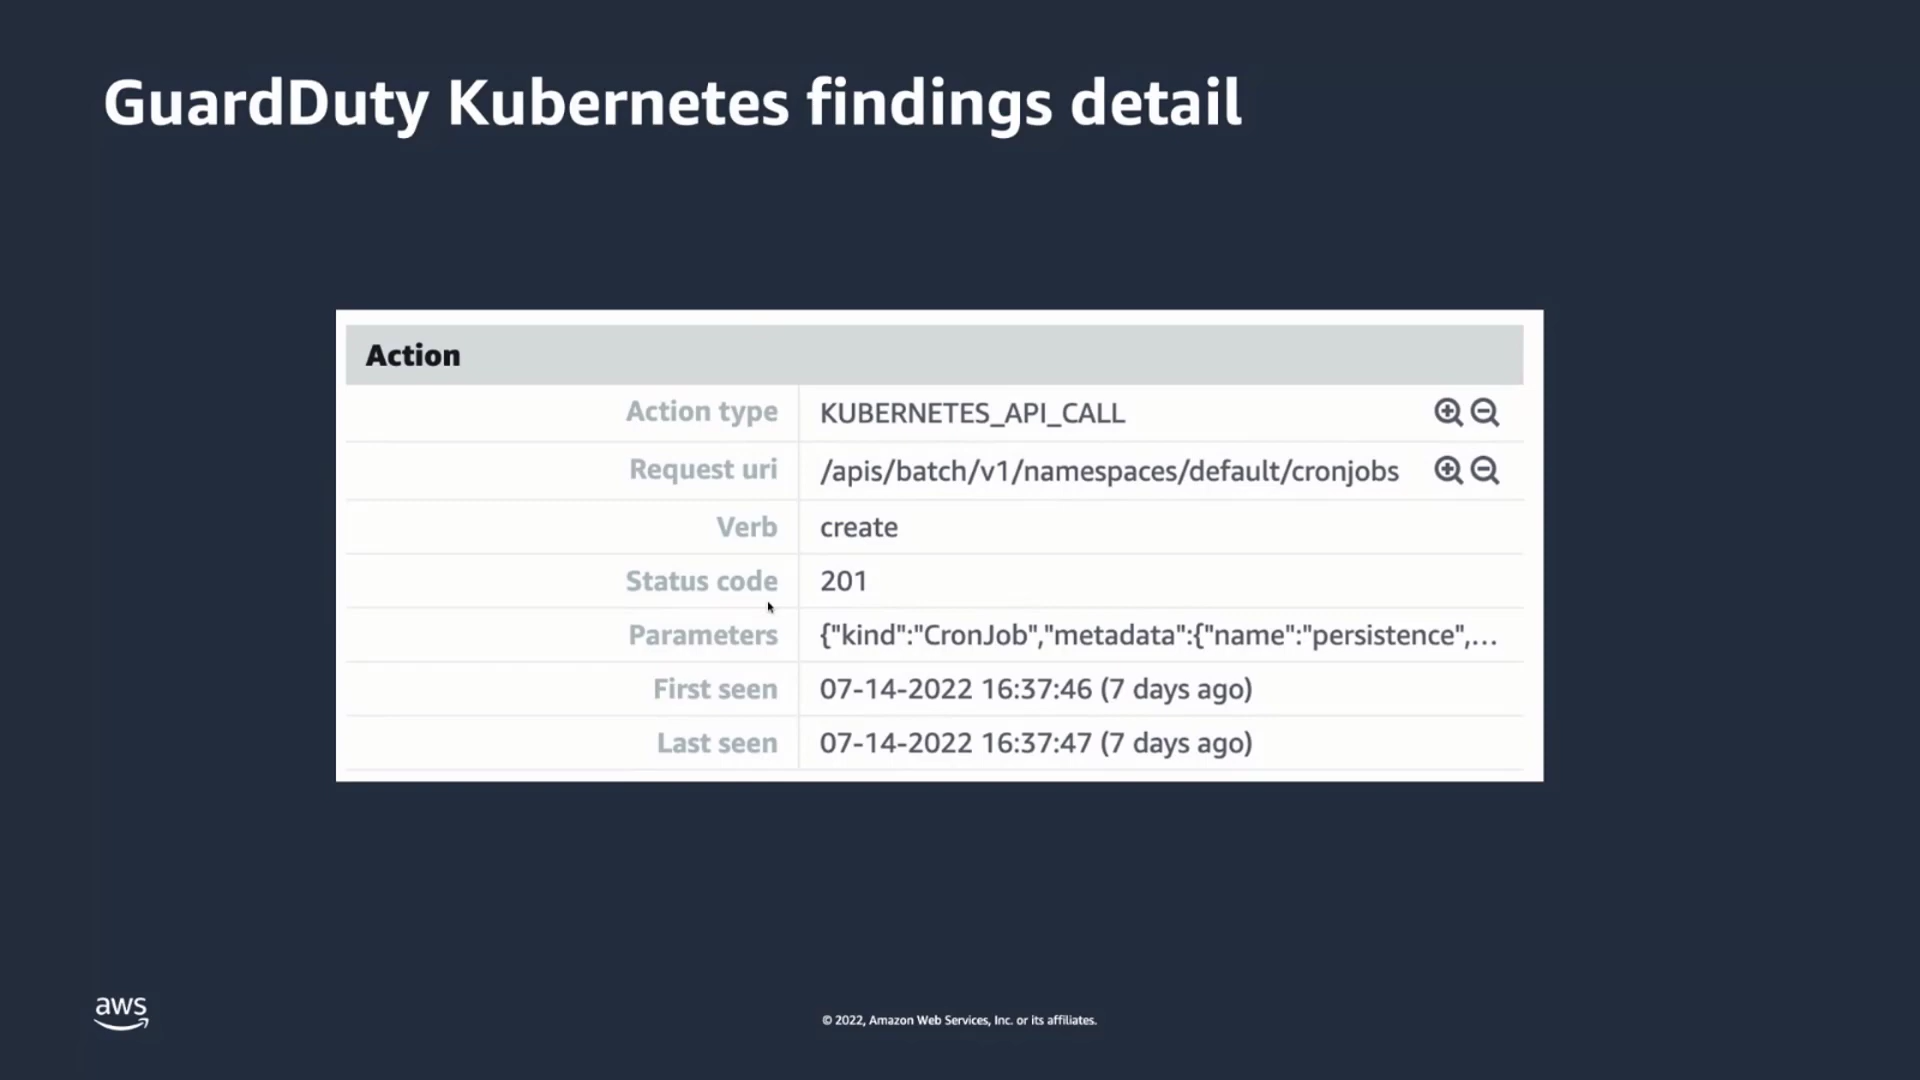 GuardDuty Kubernetes findings detail
Action
Action type KUBERNETES_API_CALL
Request uri /apis/batch/v1/namespaces/default/cronjobs
Verb create
Status code 201
Parameters {"kind":"CronJob","metadata":{"name":"persistence",...
First seen 07-14-2022 16:37:46 (7 days ago)
Last seen 07-14-2022 16:37:47 (7 days ago)
aws
© 2022, Amazon Web Services, Inc. or its affiliates.